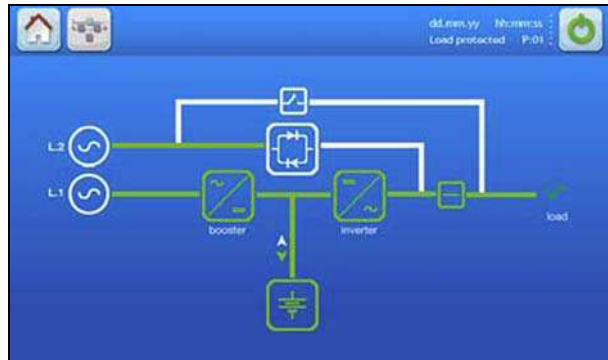 dd.mm.yy hh:mm:ss
Load protected P:01
L2
L1
booster
inverter
load